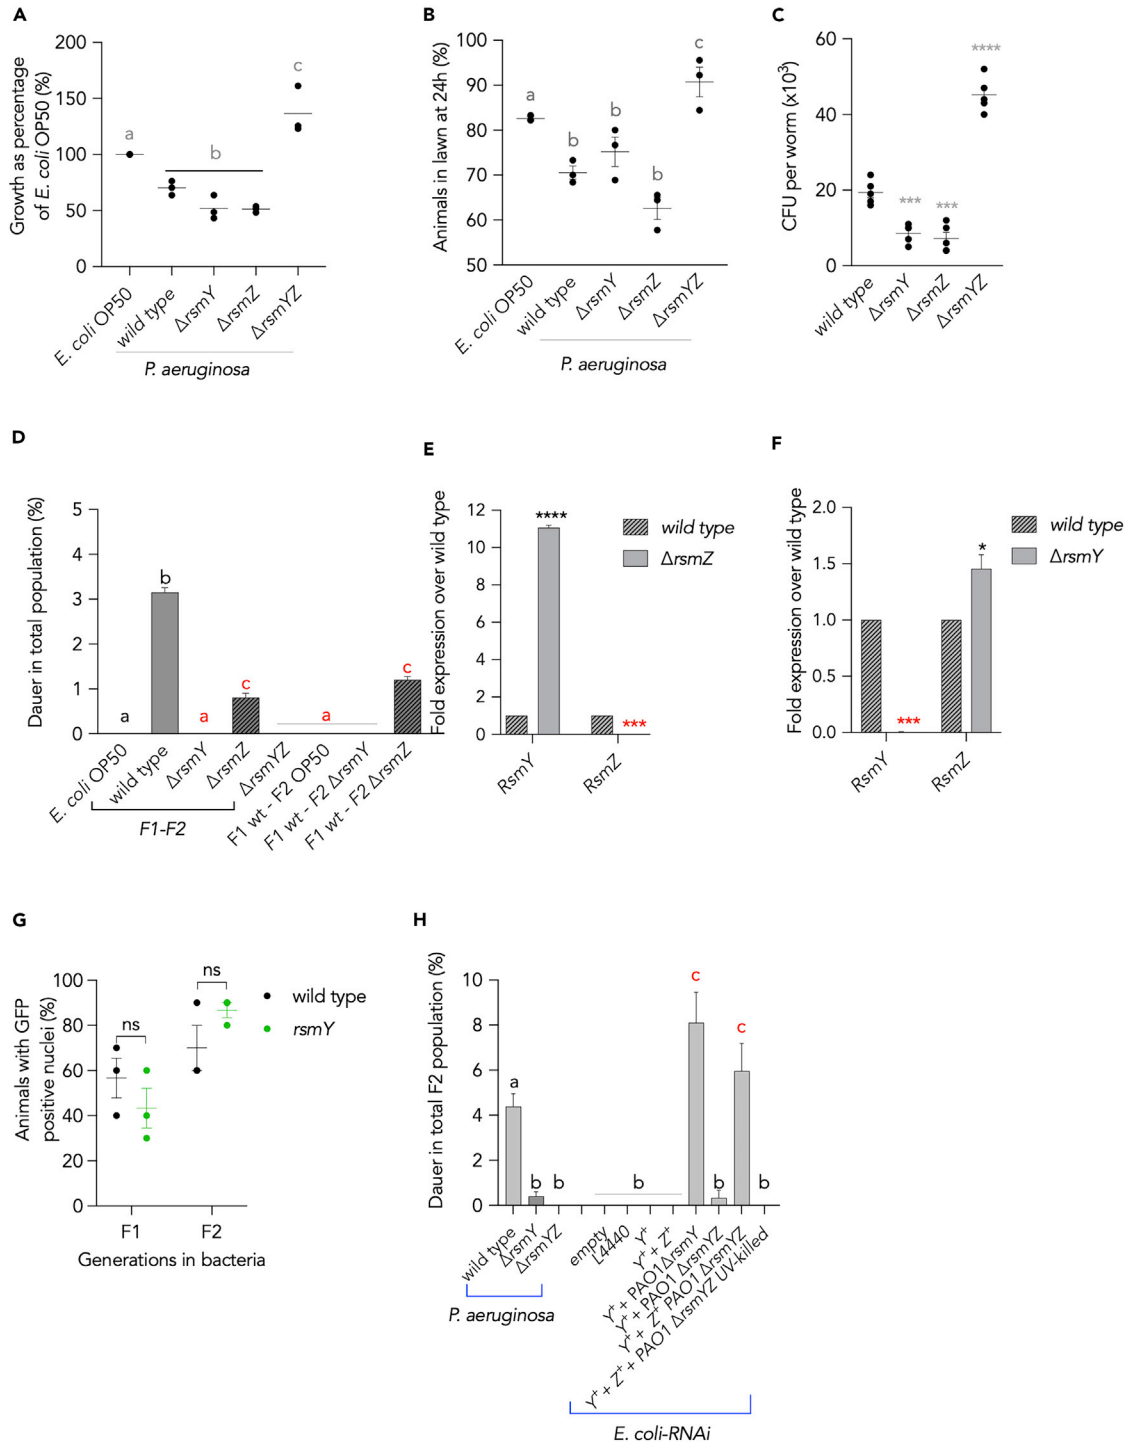 A
Growth as percentage
of E. coli OP50 (%)
200
150
100
50
0
a
b
c
E. coli OP50
wild type
ΔrsmY
ΔrsmZ
ΔrsmYZ
P. aeruginosa
B
Animals in lawn at 24h (%)
100
90
80
70
60
50
a
b
b
b
c
E. coli OP50
wild type
ΔrsmY
ΔrsmZ
ΔrsmYZ
P. aeruginosa
C
CFU per worm (x10³)
60
40
20
0
***
***
****
wild type
ΔrsmY
ΔrsmZ
ΔrsmYZ
D
Dauer in total population (%)
5
4
3
2
1
0
a
b
a
c
a
c
E. coli OP50
wild type
ΔrsmY
ΔrsmZ
ΔrsmYZ
F1 wt - F2 OP50
F1 wt - F2 ΔrsmY
F1 wt - F2 ΔrsmZ
F1-F2
E
Fold expression over wild type
12
10
8
6
4
2
0
****
***
wild type
ΔrsmZ
RsmY
RsmZ
F
Fold expression over wild type
2.0
1.5
1.0
0.5
0.0
***
*
wild type
ΔrsmY
RsmY
RsmZ
G
Animals with GFP
positive nuclei (%)
100
80
60
40
20
0
ns
ns
wild type
rsmY
F1
F2
Generations in bacteria
H
Dauer in total F2 population (%)
10
8
6
4
2
0
a
b
b
b
c
b
c
b
wild type
ΔrsmY
ΔrsmYZ
empty
L4440
Y⁺
Y⁺ + Z⁺
Y⁺ + PAO1ΔrsmY
Y⁺ + PAO1 ΔrsmYZ
Y⁺ + Z⁺ PAO1 ΔrsmYZ
Y⁺ + Z⁺ + PAO1 ΔrsmYZ UV-killed
P. aeruginosa
E. coli-RNAi